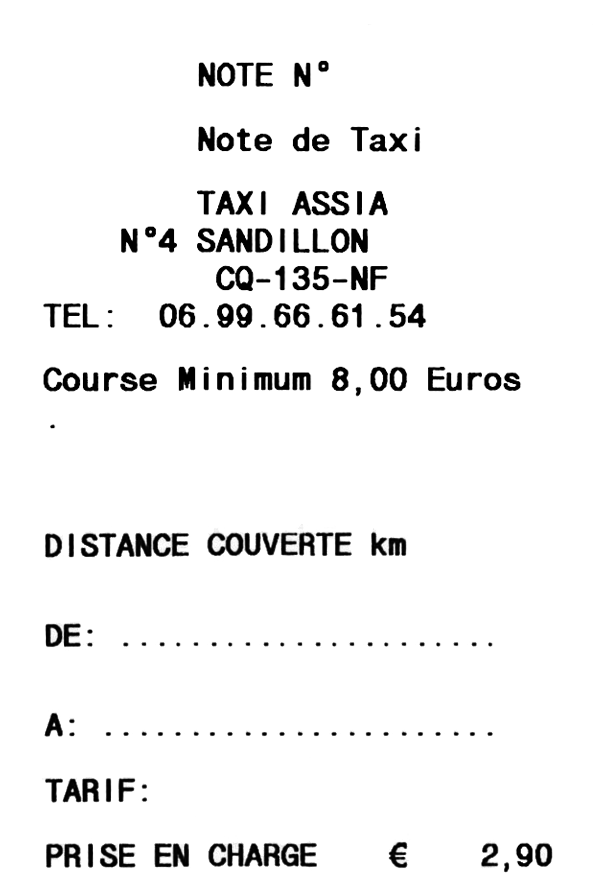 NOTE N°
Note de Taxi
TAXI ASSIA
N°4 SANDILLON
CQ-135-NF
TEL: 06.99.66.61.54
Course Minimum 8,00 Euros
.
DISTANCE COUVERTE km
DE: ......................
A: .......................
TARIF:
PRISE EN CHARGE € 2,90